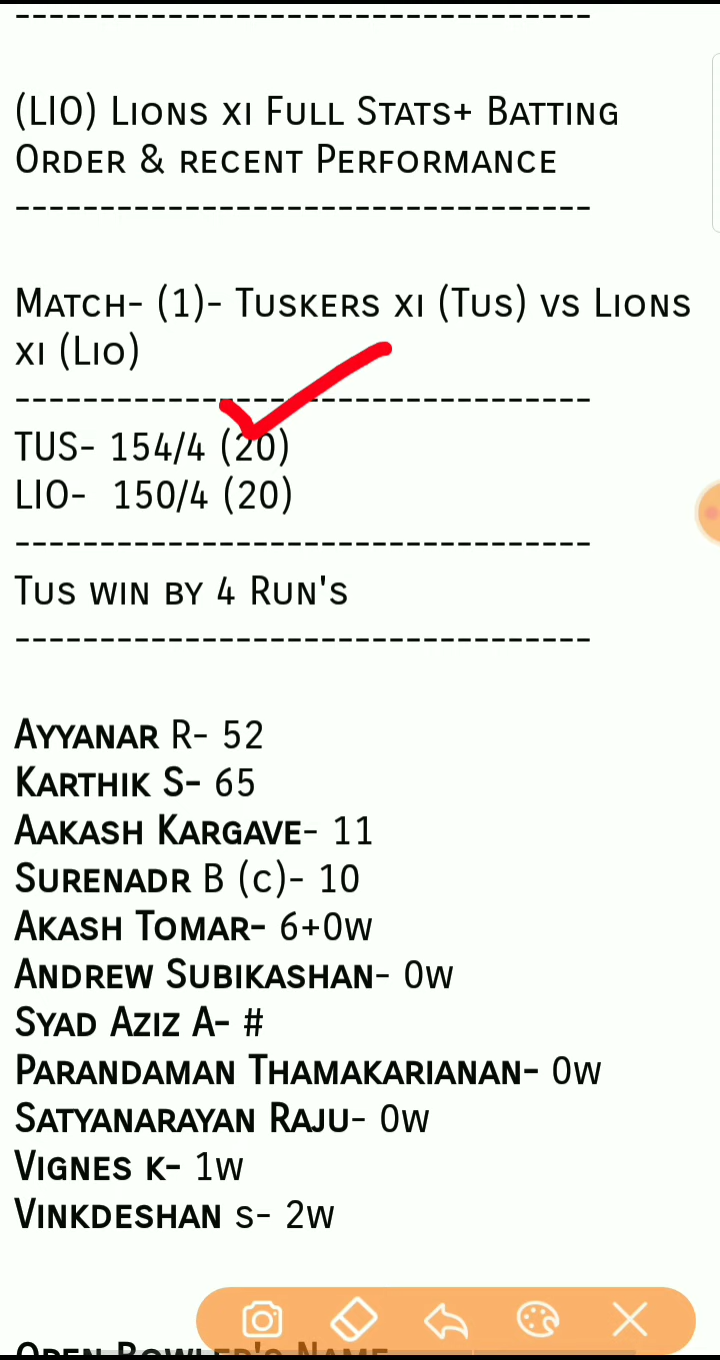 ---------------------------------
(LIO) Lions xi Full Stats+ Batting
Order & recent Performance
---------------------------------
Match- (1)- Tuskers xi (Tus) vs Lions
xi (Lio)
---------------------------------
TUS- 154/4 (20)
LIO- 150/4 (20)
---------------------------------
Tus win by 4 Run's
---------------------------------
Ayyanar R- 52
Karthik S- 65
Aakash Kargave- 11
Surenadr B (c)- 10
Akash Tomar- 6+0w
Andrew Subikashan- 0w
Syad Aziz A- #
Parandaman Thamakarianan- 0w
Satyanarayan Raju- 0w
Vignes k- 1w
Vinkdeshan s- 2w
Open Bowler's Name